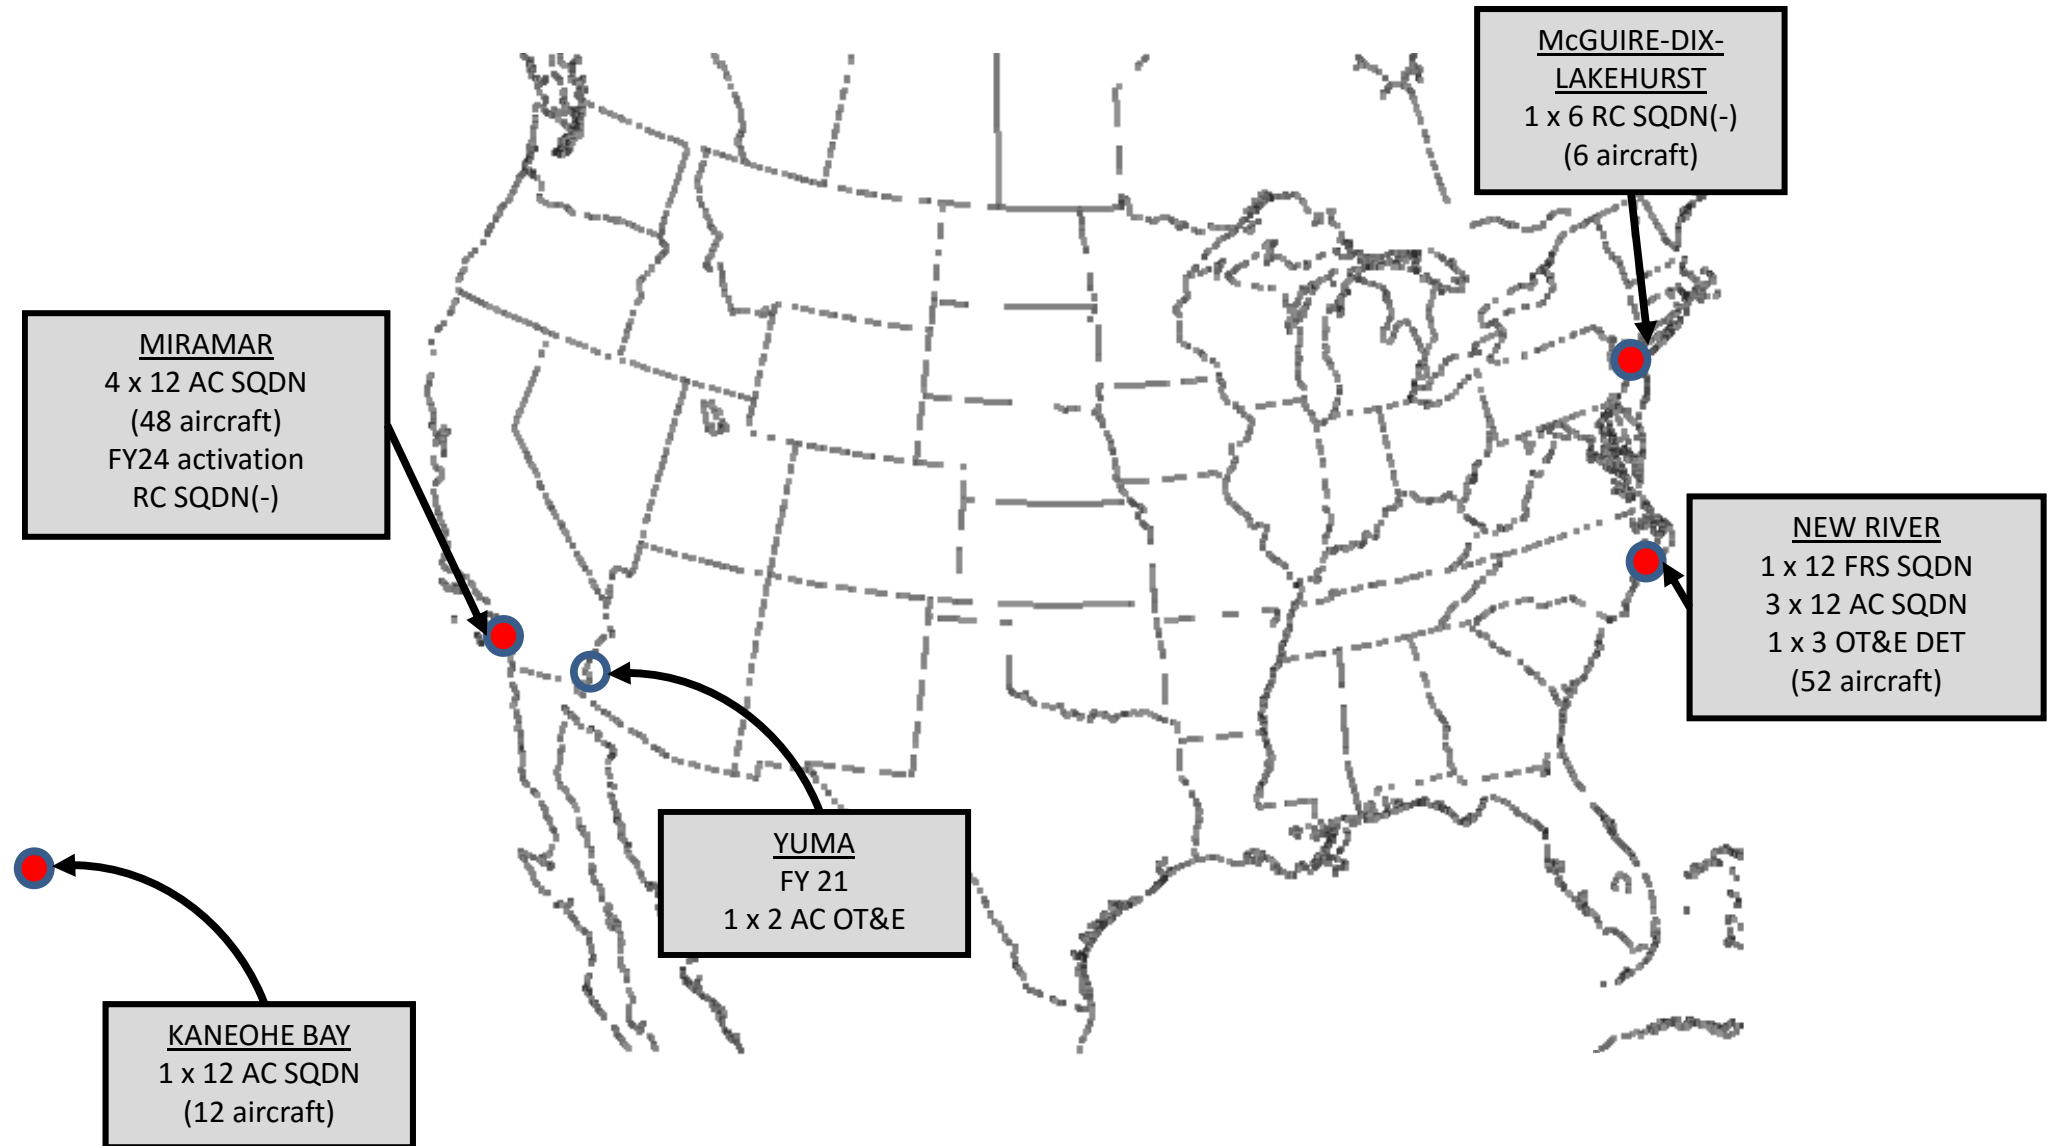 McGUIRE-DIX-
LAKEHURST
1 x 6 RC SQDN(-)
(6 aircraft)
MIRAMAR
4 x 12 AC SQDN
(48 aircraft)
FY24 activation
RC SQDN(-)
NEW RIVER
1 x 12 FRS SQDN
3 x 12 AC SQDN
1 x 3 OT&E DET
(52 aircraft)
YUMA
FY 21
1 x 2 AC OT&E
KANEOHE BAY
1 x 12 AC SQDN
(12 aircraft)